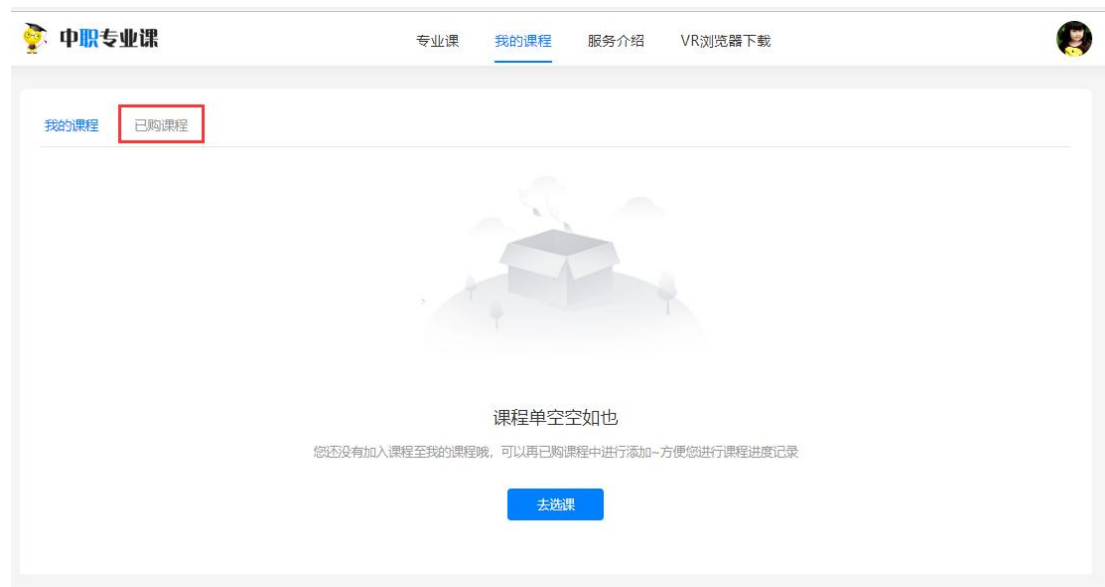 中职专业课
专业课 我的课程 服务介绍 VR浏览器下载
我的课程 已购课程
课程单空空如也
您还没有加入课程至我的课程哦，可以再已购课程中进行添加~方便您进行课程进度记录
去选课